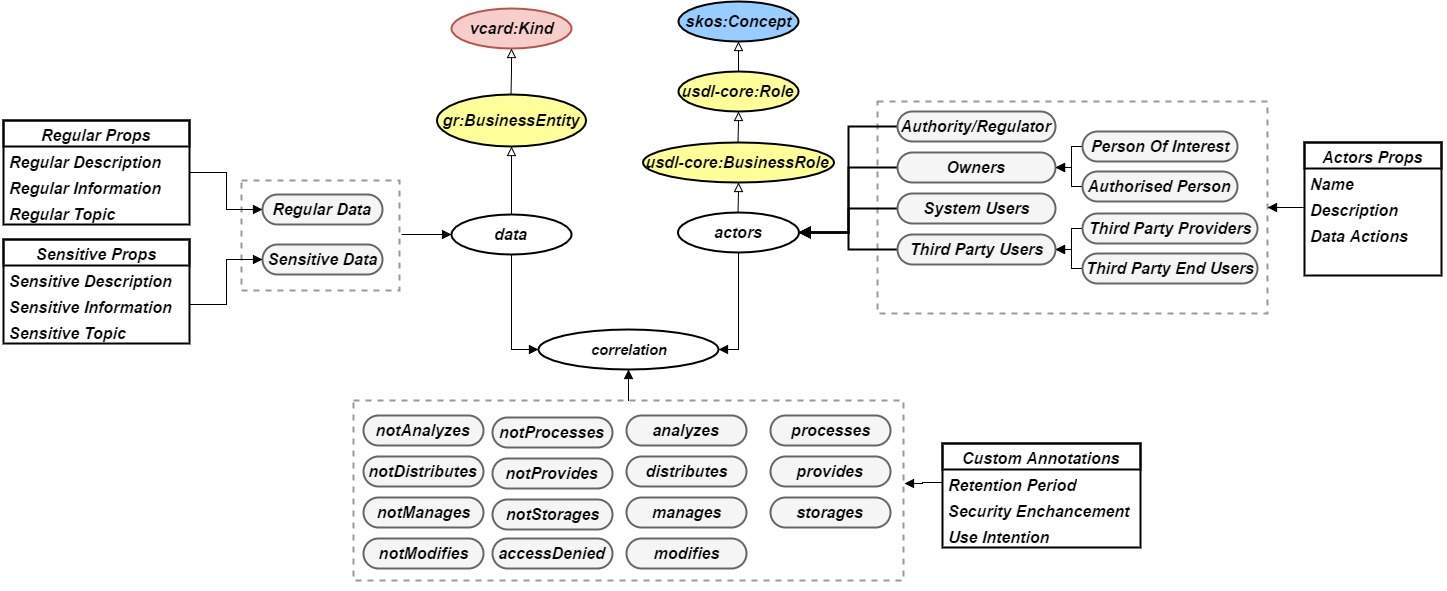 vcard:Kind
skos:Concept
gr:BusinessEntity
usdl-core:Role
usdl-core:BusinessRole
Regular Props
Regular Description
Regular Information
Regular Topic
Sensitive Props
Sensitive Description
Sensitive Information
Sensitive Topic
Regular Data
Sensitive Data
data
actors
Authority/Regulator
Owners
System Users
Third Party Users
Person Of Interest
Authorised Person
Third Party Providers
Third Party End Users
Actors Props
Name
Description
Data Actions
correlation
notAnalyzes
notProcesses
analyzes
processes
notDistributes
notProvides
distributes
provides
notManages
notStorages
manages
storages
notModifies
accessDenied
modifies
Custom Annotations
Retention Period
Security Enchancement
Use Intention